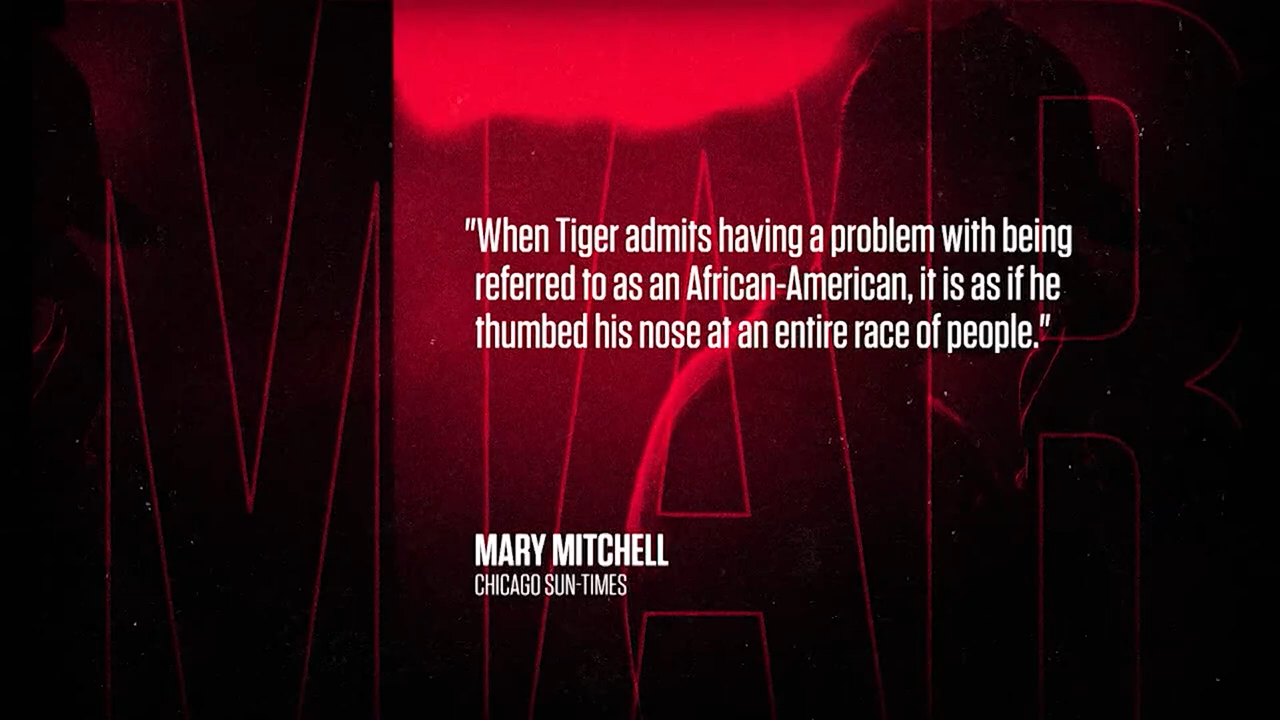 "When Tiger admits having a problem with being
referred to as an African-American, it is as if he
thumbed his nose at an entire race of people."
MARY MITCHELL
CHICAGO SUN-TIMES
MAR